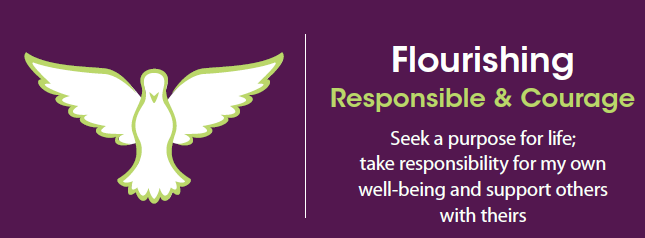 Flourishing
Responsible & Courage
Seek a purpose for life;
take responsibility for my own
well-being and support others
with theirs